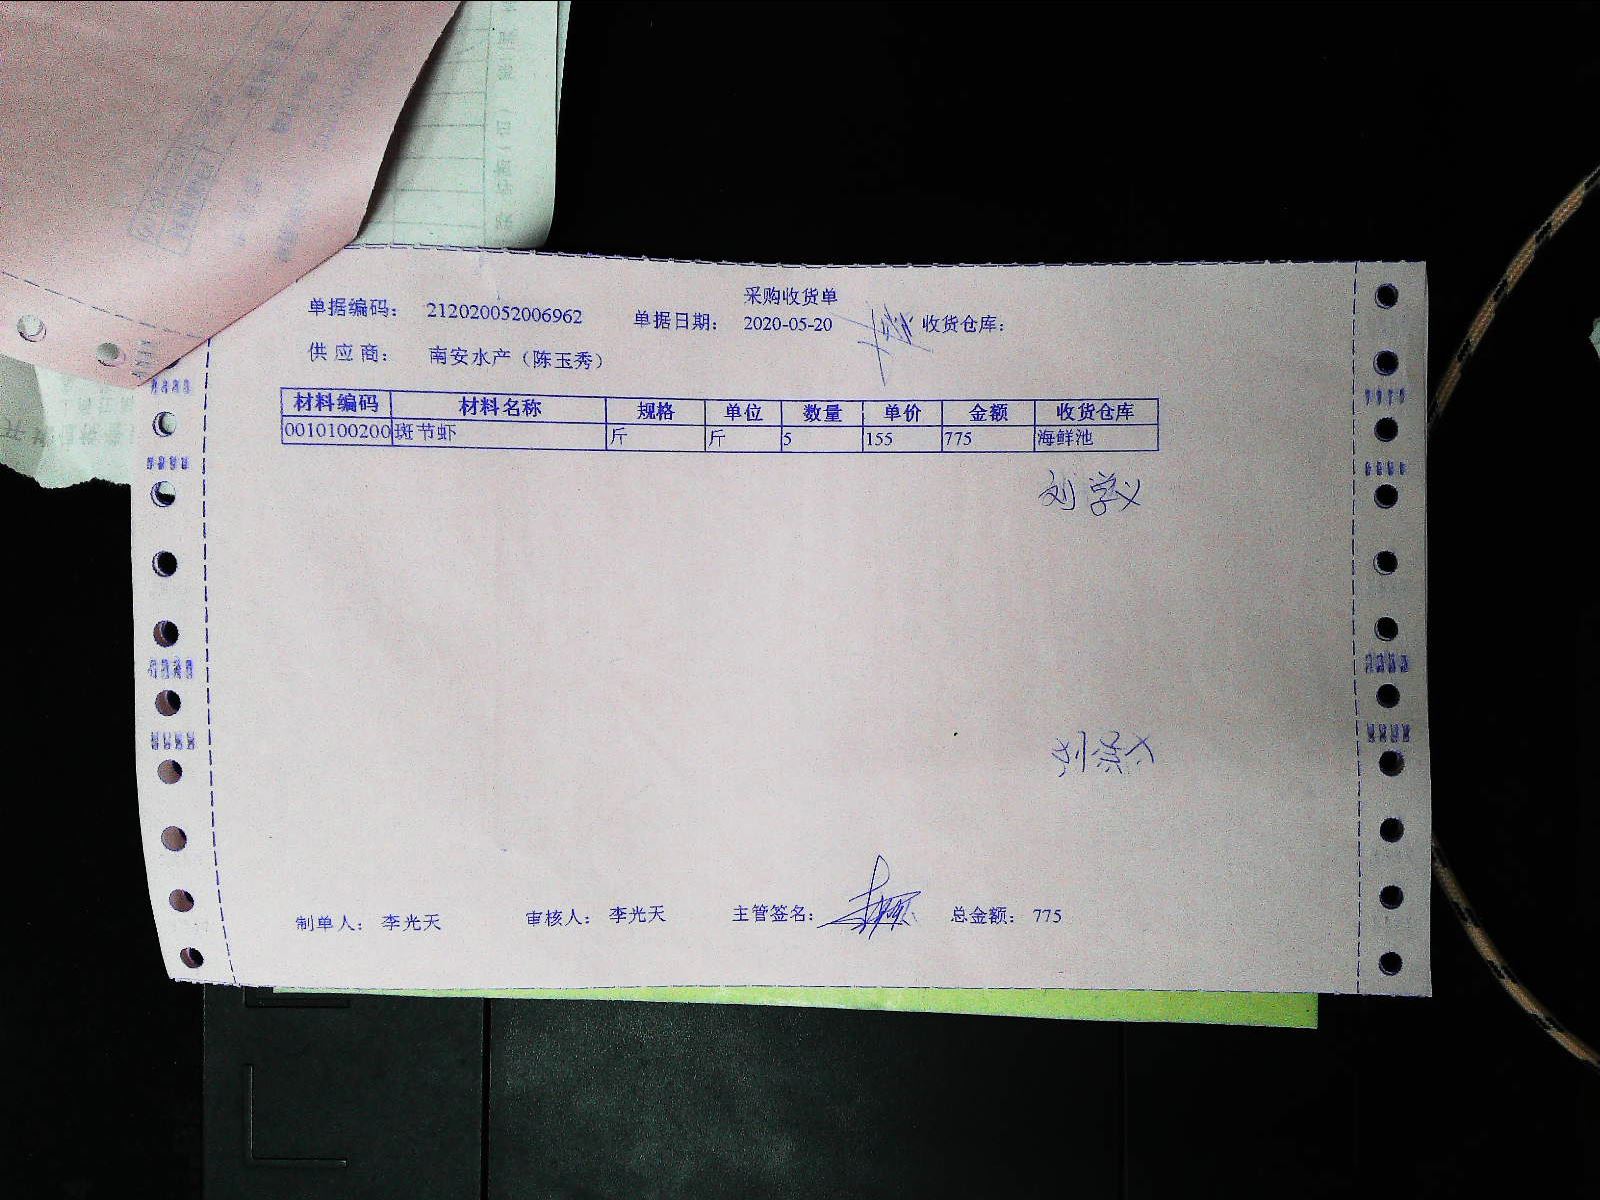 采购收货单
单据编码： 212020052006962 单据日期： 2020-05-20 收货仓库：
供 应 商： 南安水产（陈玉秀）
材料编码 材料名称 规格 单位 数量 单价 金额 收货仓库
0010100200 斑节虾 斤 斤 5 155 775 海鲜池
刘学义
制单人： 李光天 审核人： 李光天 主管签名： 总金额： 775